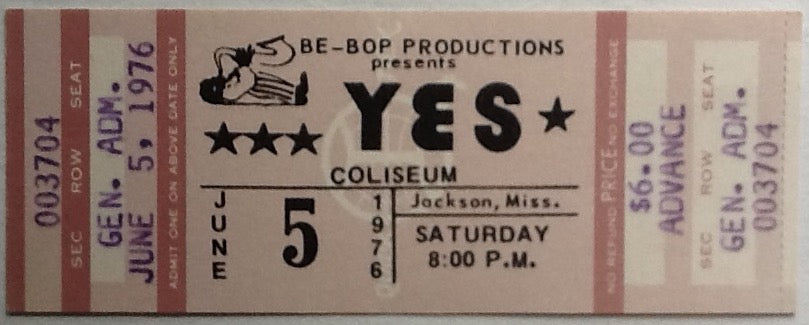 003704
SEC ROW SEAT
GEN. ADM.
JUNE 5, 1976
ADMIT ONE ON ABOVE DATE ONLY
BE-BOP PRODUCTIONS
presents
YES
COLISEUM
JUNE
5
1976
Jackson, Miss.
SATURDAY
8:00 P.M.
NO REFUND PRICE NO EXCHANGE
$6.00
ADVANCE
SEC ROW SEAT
GEN. ADM.
003704